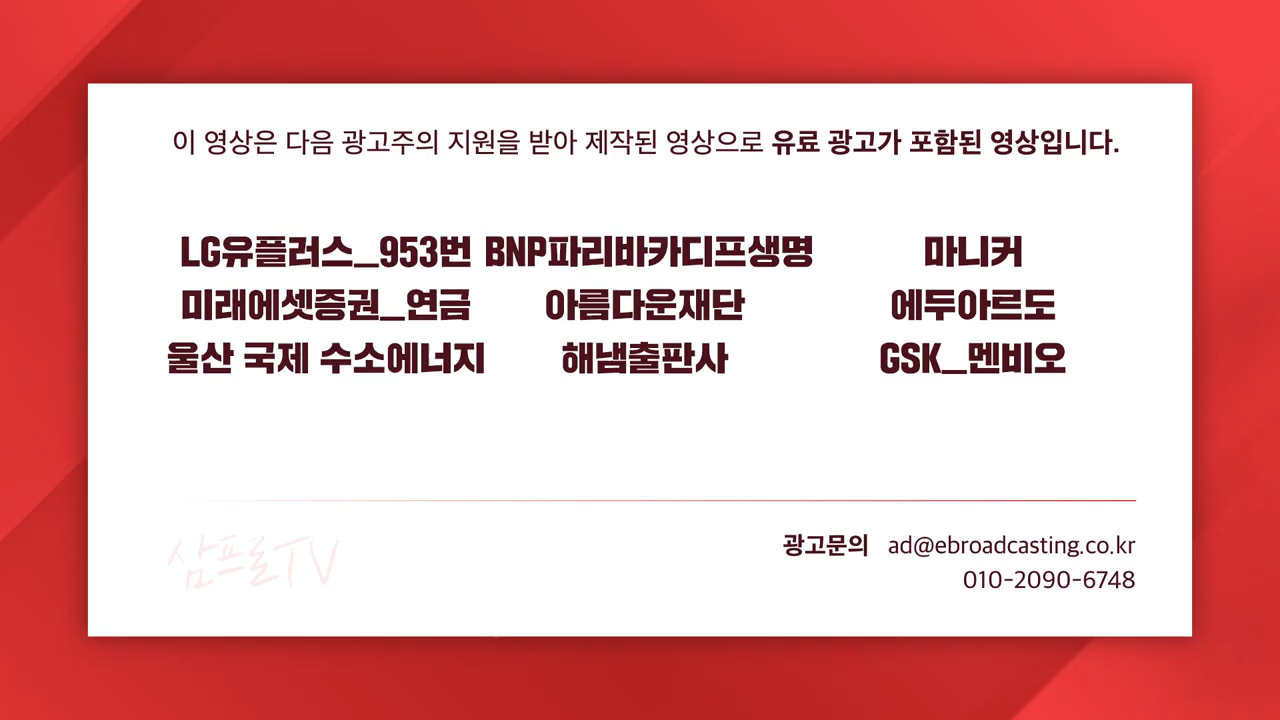 이 영상은 다음 광고주의 지원을 받아 제작된 영상으로 유료 광고가 포함된 영상입니다.
LG유플러스_953번 BNP파리바카디프생명 마니커
미래에셋증권_연금 아름다운재단 에두아르도
울산 국제 수소에너지 해냄출판사 GSK_멘비오
삼프로TV
광고문의 ad@ebroadcasting.co.kr
010-2090-6748